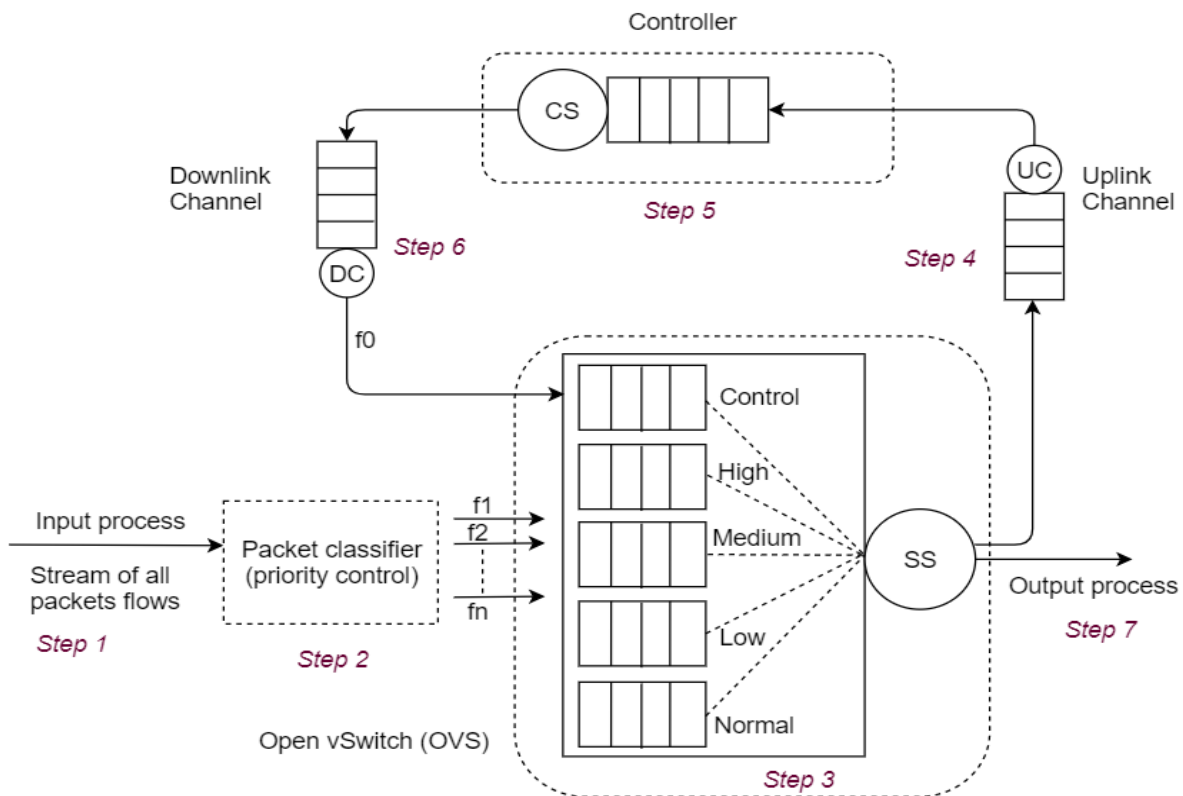 Controller
CS
UC
Downlink
Channel
Uplink
Channel
Step 5
Step 6
Step 4
DC
f0
Control
High
f1
Input process
f2
Medium
Packet classifier
(priority control)
SS
Stream of all
packets flows
fn
Output process
Step 1
Step 2
Low
Step 7
Normal
Open vSwitch (OVS)
Step 3